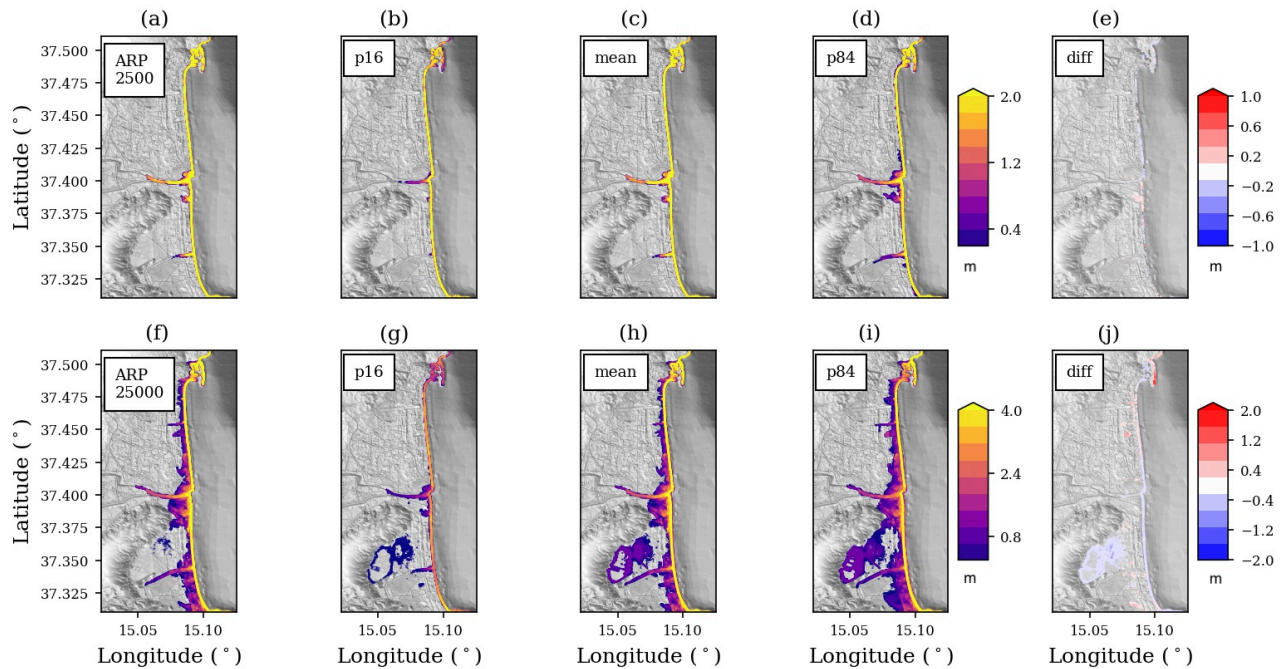 (a)
(b)
(c)
(d)
(e)
ARP
2500
p16
mean
p84
diff
37.500
37.475
37.450
37.425
37.400
37.375
37.350
37.325
Latitude (°)
2.0
1.2
0.4
m
1.0
0.6
0.2
−0.2
−0.6
−1.0
m
(f)
(g)
(h)
(i)
(j)
ARP
25000
p16
mean
p84
diff
37.500
37.475
37.450
37.425
37.400
37.375
37.350
37.325
Latitude (°)
4.0
2.4
0.8
m
2.0
1.2
0.4
−0.4
−1.2
−2.0
m
15.05 15.10
15.05 15.10
15.05 15.10
15.05 15.10
15.05 15.10
Longitude (°)
Longitude (°)
Longitude (°)
Longitude (°)
Longitude (°)